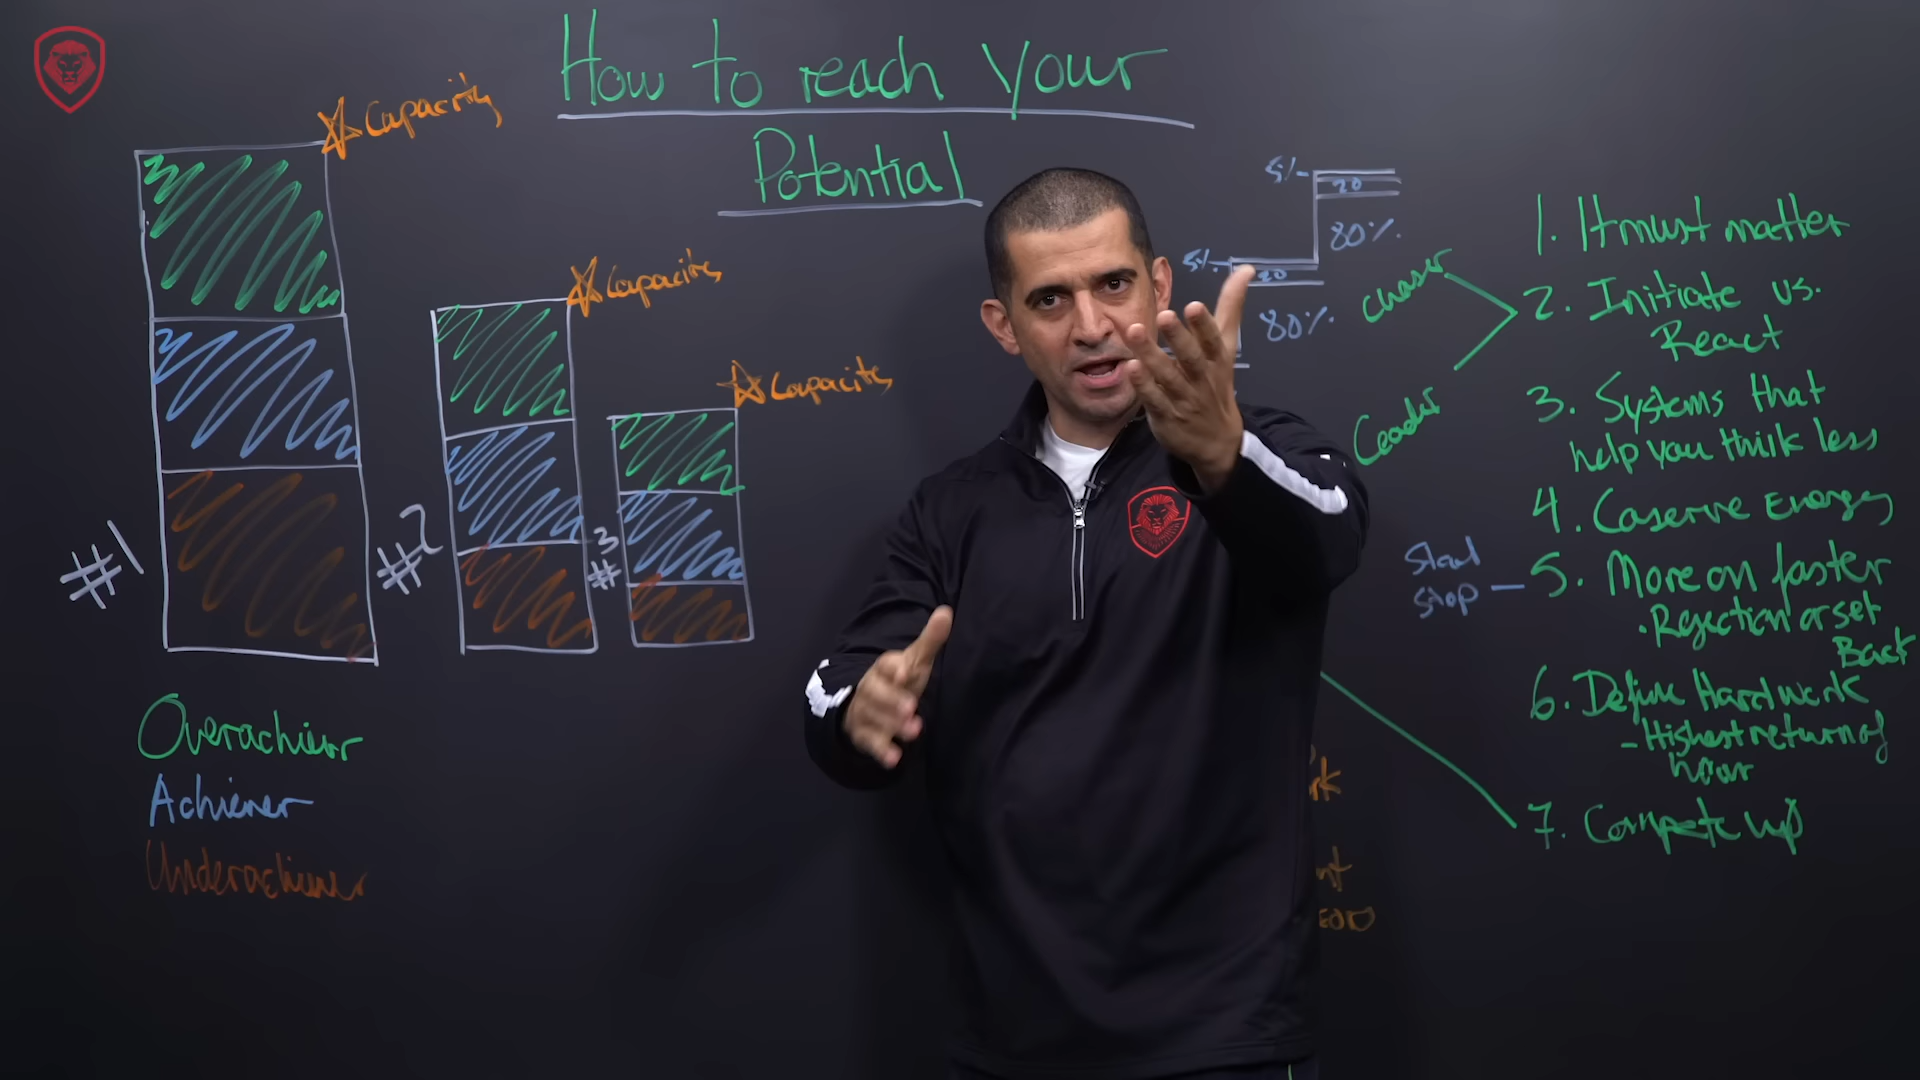 How to reach your
Potential
☆ Capacity
☆ Capacity
☆ Capacity
#1
#2
#3
Overachiever
Achiever
Underachiever
5%
20
80%
5%
20
80%
Chaser
Leader
1. It must matter
2. Initiate vs.
React
3. Systems that
help you think less
4. Conserve Energy
Stop
5. More on faster
. Rejection or set
Back
6. Define Hard work
- Highest return of
hour
7. Compete up